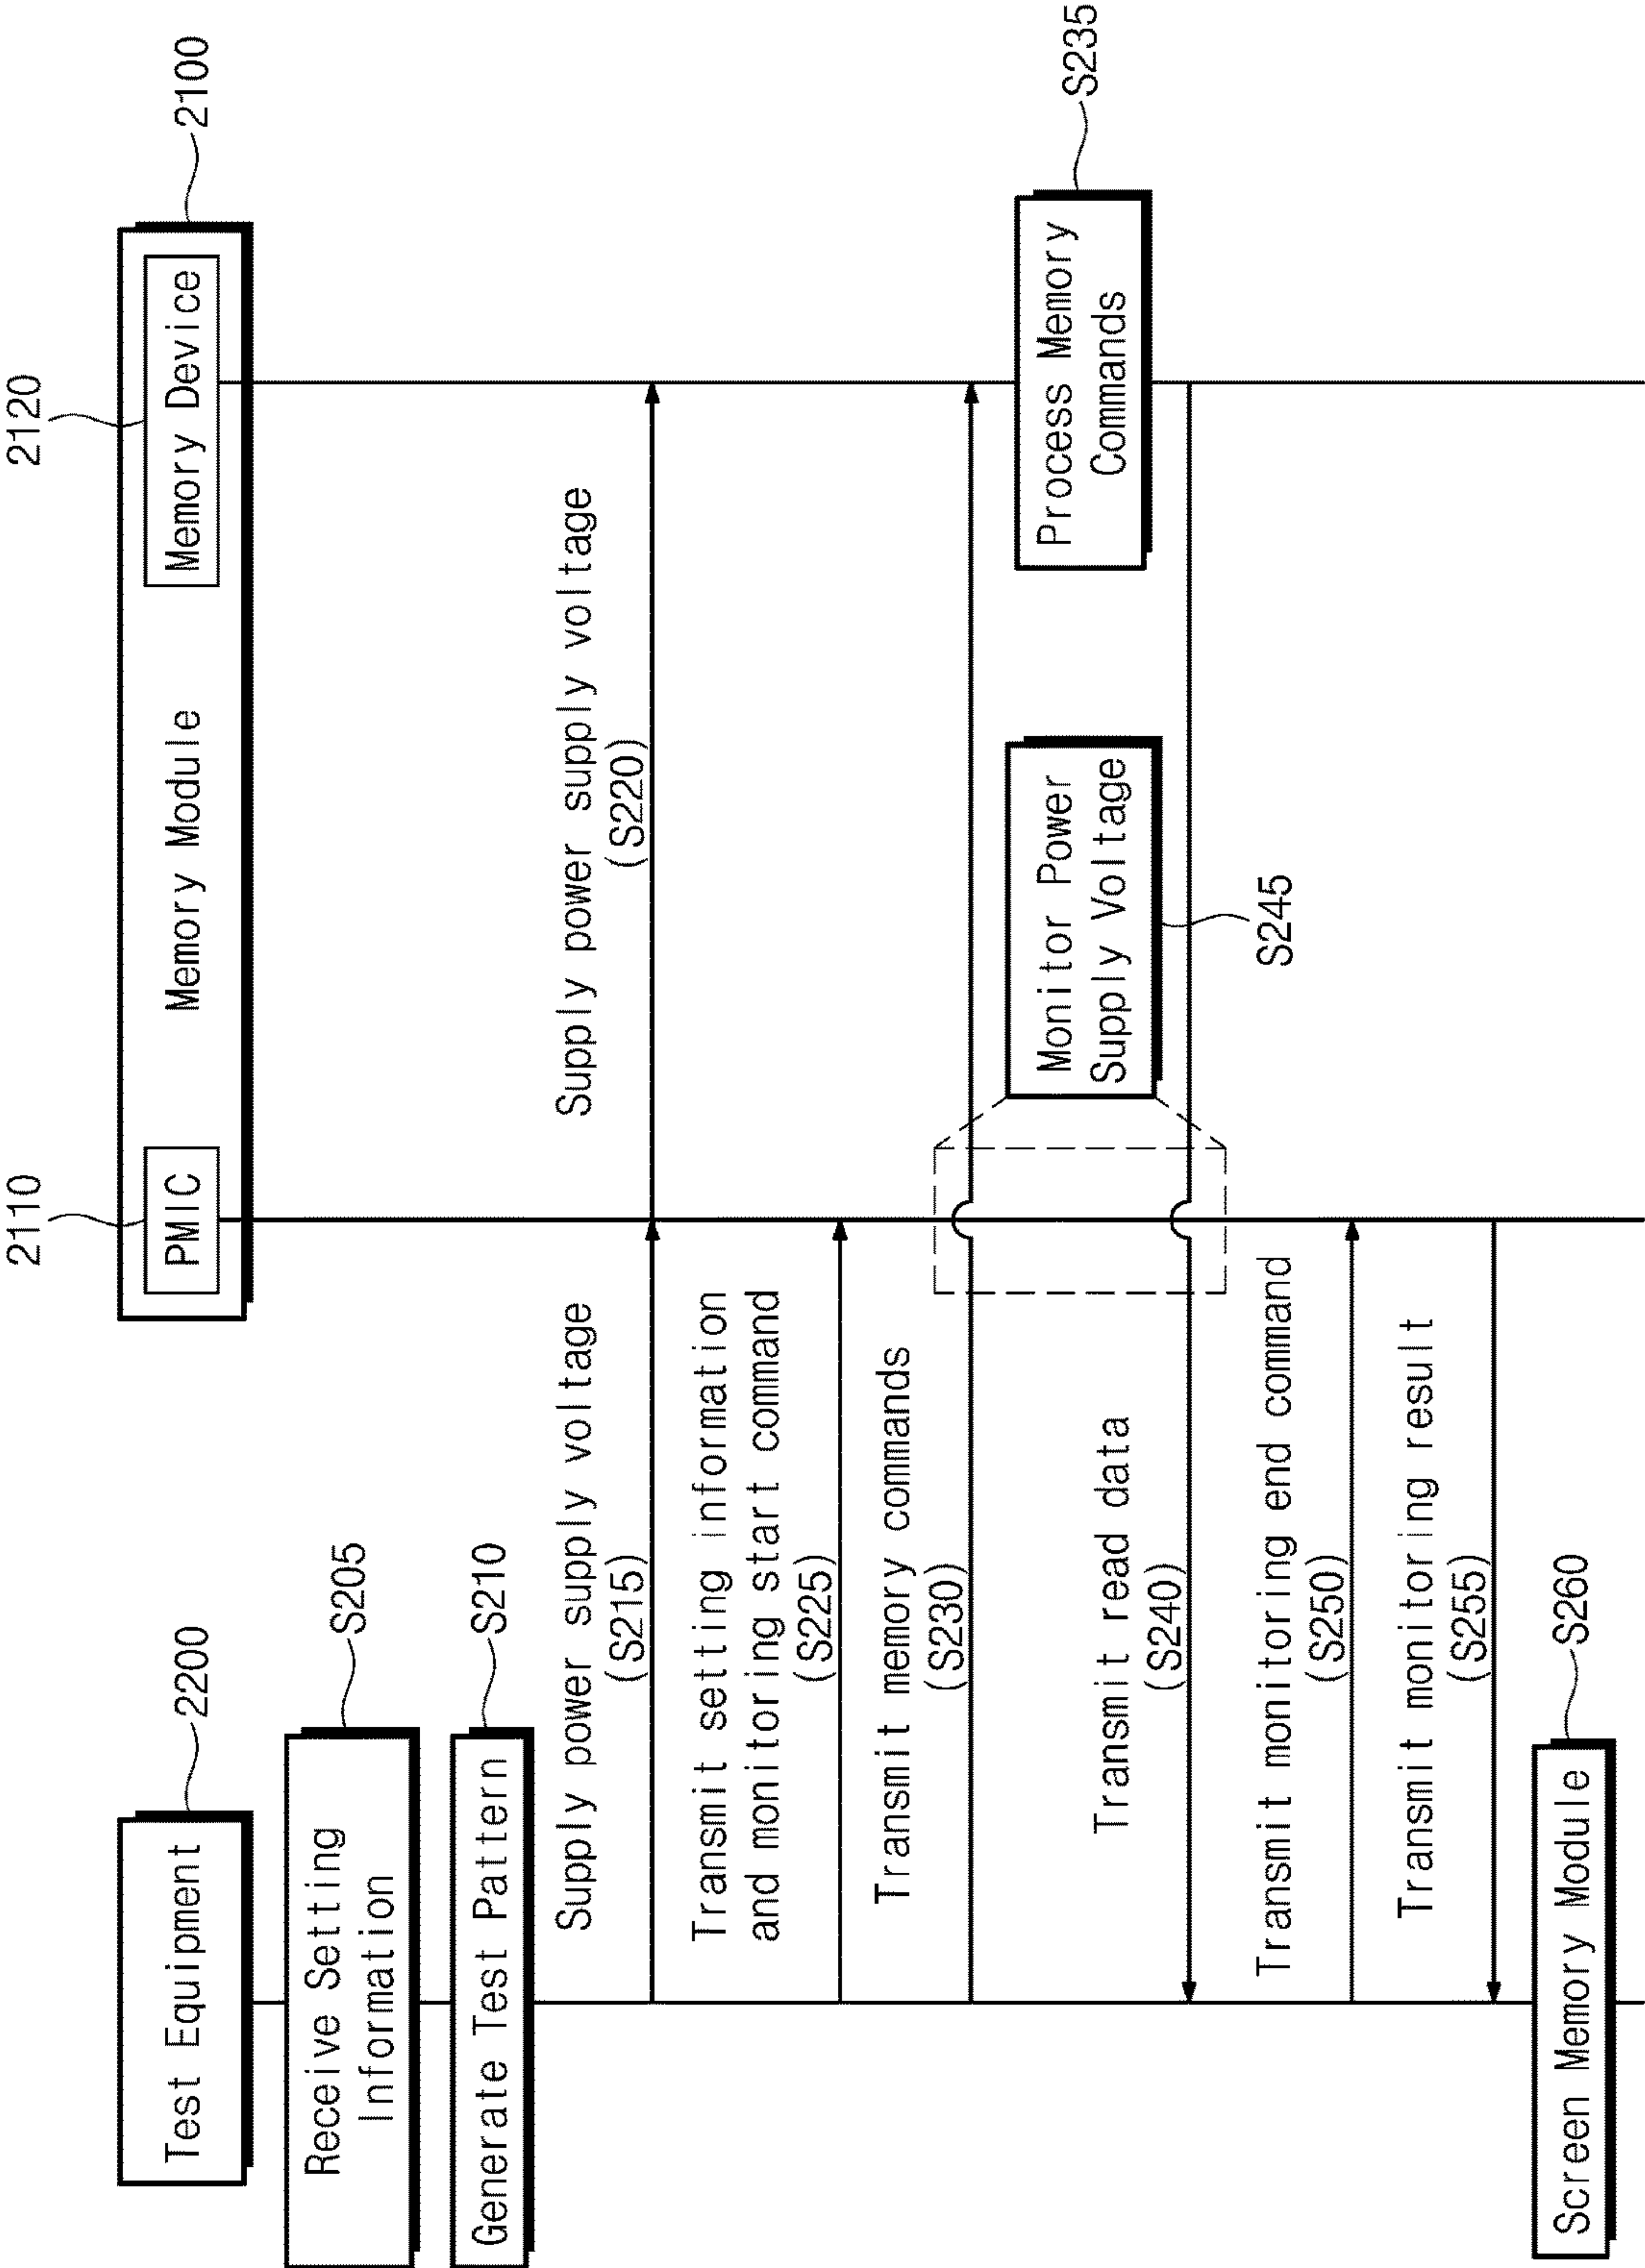 2200
Test Equipment
2110
PMIC
Memory Module
2120
Memory Device
2100
Receive Setting
Information
S205
Generate Test Pattern
S210
Supply power supply voltage
(S215)
Supply power supply voltage
(S220)
Transmit setting information
and monitoring start command
(S225)
Transmit memory commands
(S230)
Monitor Power
Supply Voltage
S245
Process Memory
Commands
S235
Transmit read data
(S240)
Transmit monitoring end command
(S250)
Transmit monitoring result
(S255)
Screen Memory Module
S260